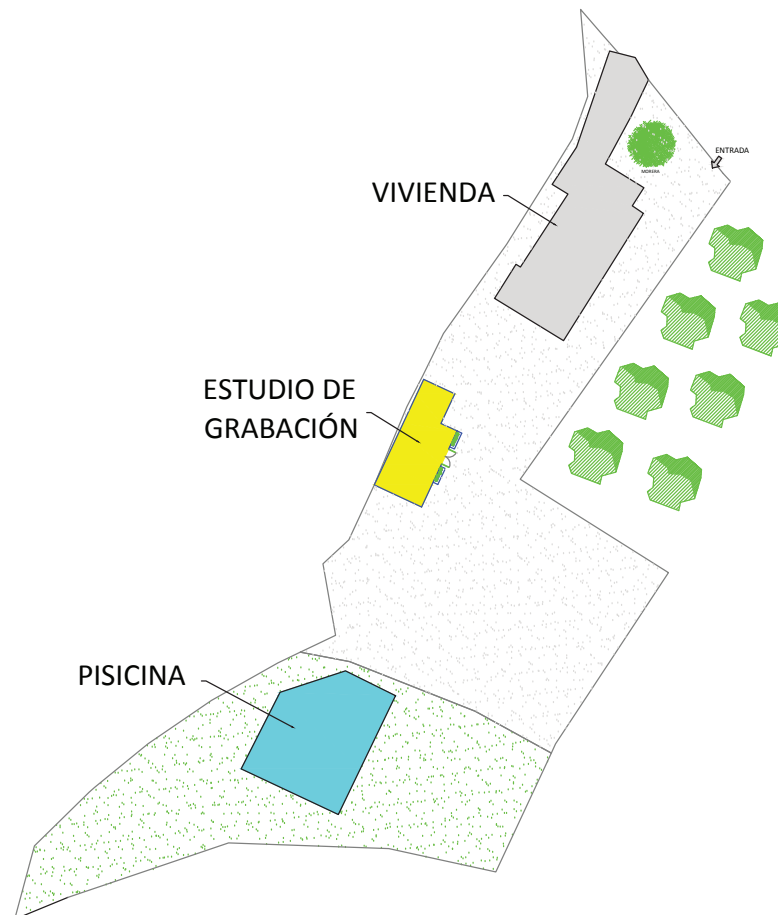 ENTRADA
MORERA
VIVIENDA
ESTUDIO DE
GRABACIÓN
PISICINA